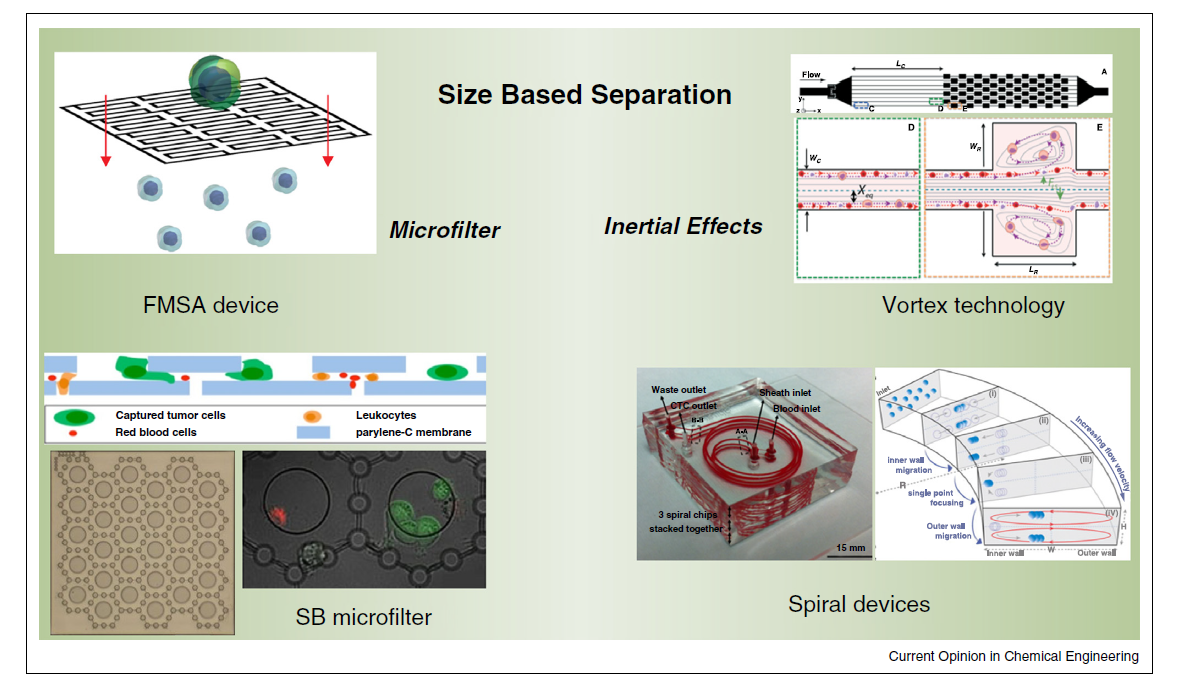 Size Based Separation
Microfilter
Inertial Effects
FMSA device
Flow
L_C
A
y
z
x
C
D
E
D
W_C
X_eq
E
W_R
L_R
Vortex technology
Captured tumor cells
Red blood cells
Leukocytes
parylene-C membrane
SB microfilter
Waste outlet
CTC outlet
B-B
Sheath inlet
Blood inlet
A-A
3 spiral chips
stacked together
15 mm
Inlet
(i)
(ii)
(iii)
(iv)
Increasing flow velocity
inner wall
migration
R
single point
focusing
Outer wall
migration
H
Inner wall
W
Outer wall
Spiral devices
Current Opinion in Chemical Engineering